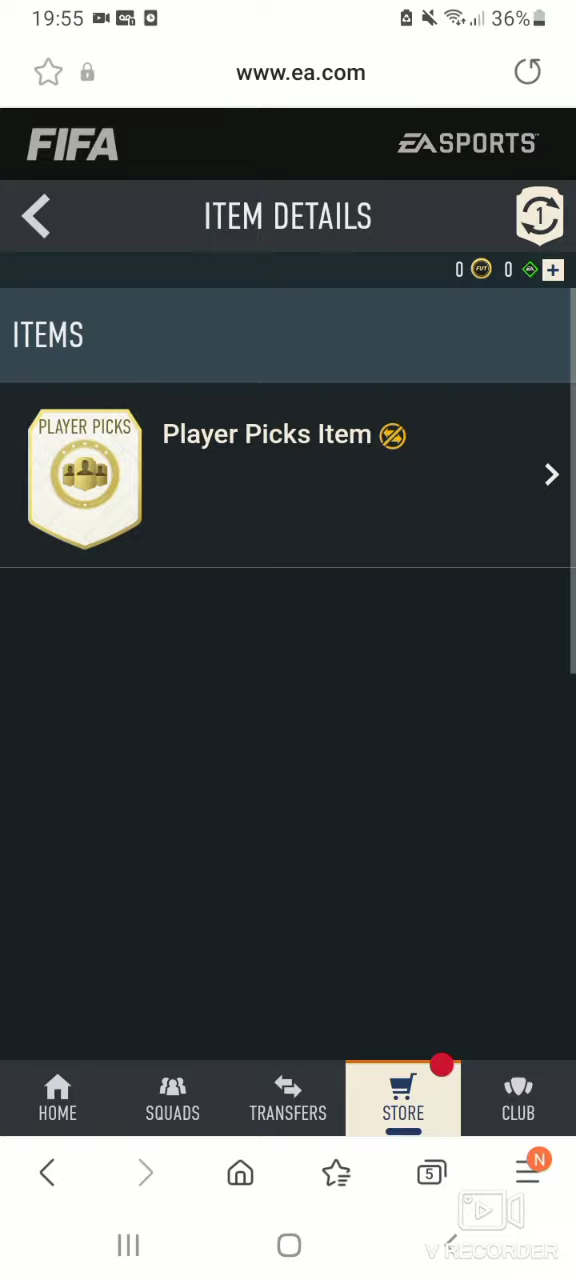 19:55 36%
www.ea.com
FIFA EA SPORTS
ITEM DETAILS 1
0 FUT 0 +
ITEMS
PLAYER PICKS
Player Picks Item
HOME SQUADS TRANSFERS STORE CLUB
5 N
V RECORDER